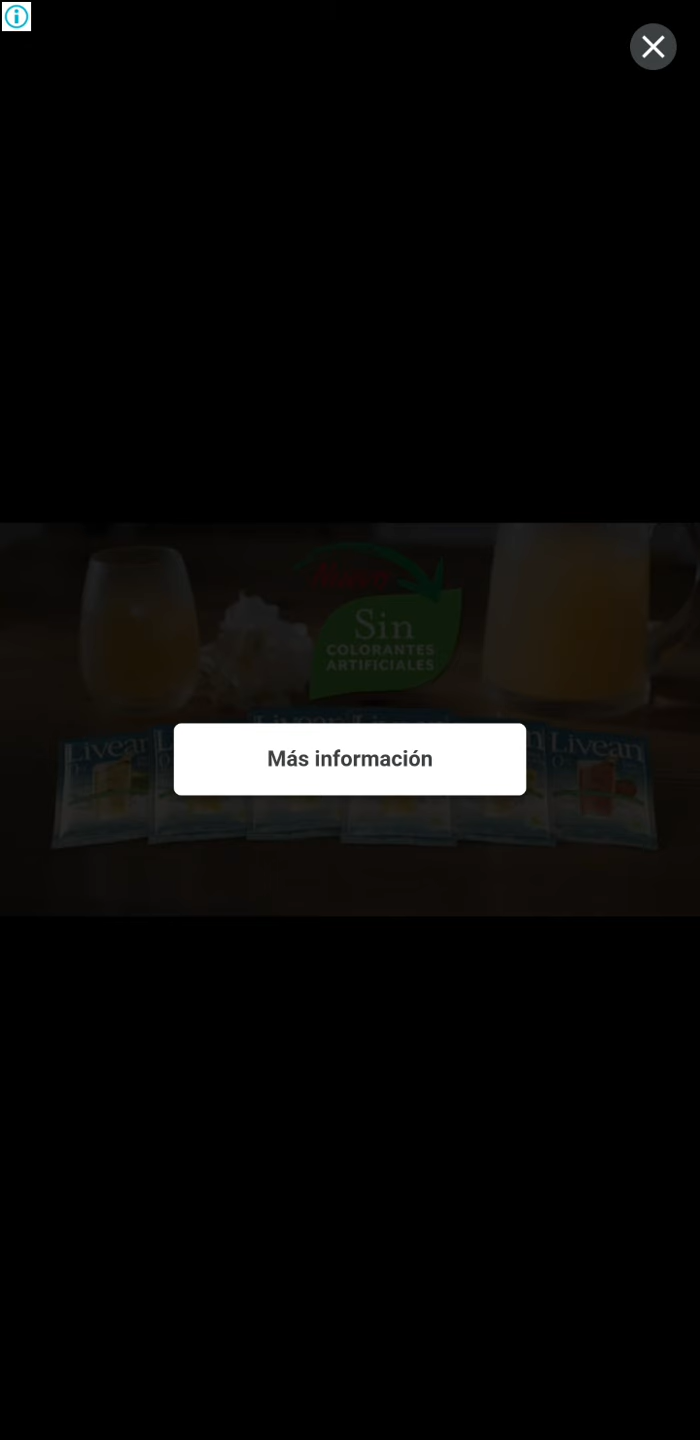 Sin
COLORANTES
ARTIFICIALES
Livean
Livean
Más información